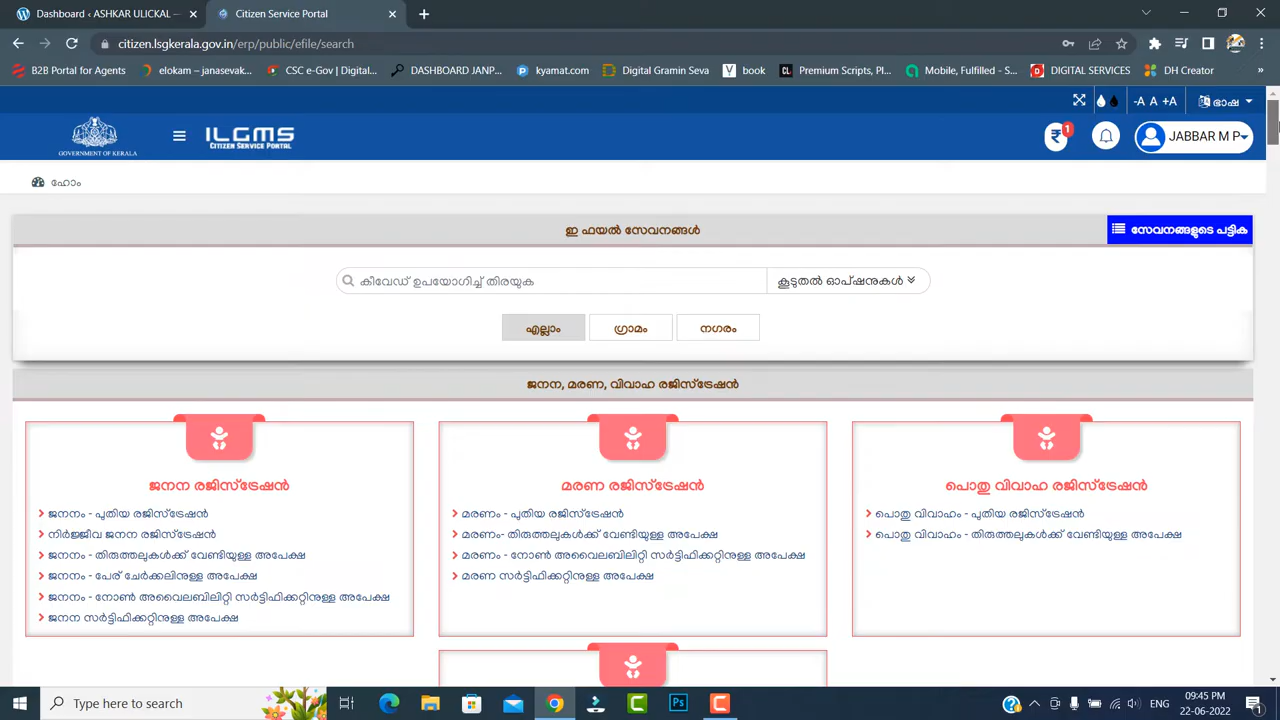 Dashboard ‹ ASHKAR ULICKAL —
Citizen Service Portal
citizen.lsgkerala.gov.in/erp/public/efile/search
B2B Portal for Agents
elokam – janasevak...
CSC e-Gov | Digital...
DASHBOARD JANP...
kyamat.com
Digital Gramin Seva
book
Premium Scripts, Pl...
Mobile, Fulfilled - S...
DIGITAL SERVICES
DH Creator
»
-A A +A
ഭാഷ
GOVERNMENT OF KERALA
ILGMS
CITIZEN SERVICE PORTAL
₹ 1
JABBAR M P
ഹോം
ഇ ഫയൽ സേവനങ്ങൾ
സേവനങ്ങളുടെ പട്ടിക
കീവേഡ് ഉപയോഗിച്ച് തിരയുക
കൂടുതൽ ഓപ്ഷനുകൾ
എല്ലാം
ഗ്രാമം
നഗരം
ജനന, മരണ, വിവാഹ രജിസ്ട്രേഷൻ
ജനന രജിസ്ട്രേഷൻ
ജനനം - പുതിയ രജിസ്ട്രേഷൻ
നിർജ്ജീവ ജനന രജിസ്ട്രേഷൻ
ജനനം - തിരുത്തലുകൾക്ക് വേണ്ടിയുള്ള അപേക്ഷ
ജനനം - പേര് ചേർക്കലിനുള്ള അപേക്ഷ
ജനനം - നോൺ അവൈലബിലിറ്റി സർട്ടിഫിക്കറ്റിനുള്ള അപേക്ഷ
ജനന സർട്ടിഫിക്കറ്റിനുള്ള അപേക്ഷ
മരണ രജിസ്ട്രേഷൻ
മരണം - പുതിയ രജിസ്ട്രേഷൻ
മരണം- തിരുത്തലുകൾക്ക് വേണ്ടിയുള്ള അപേക്ഷ
മരണം - നോൺ അവൈലബിലിറ്റി സർട്ടിഫിക്കറ്റിനുള്ള അപേക്ഷ
മരണ സർട്ടിഫിക്കറ്റിനുള്ള അപേക്ഷ
പൊതു വിവാഹ രജിസ്ട്രേഷൻ
പൊതു വിവാഹം - പുതിയ രജിസ്ട്രേഷൻ
പൊതു വിവാഹം - തിരുത്തലുകൾക്ക് വേണ്ടിയുള്ള അപേക്ഷ
Type here to search
ENG
09:45 PM
22-06-2022
1